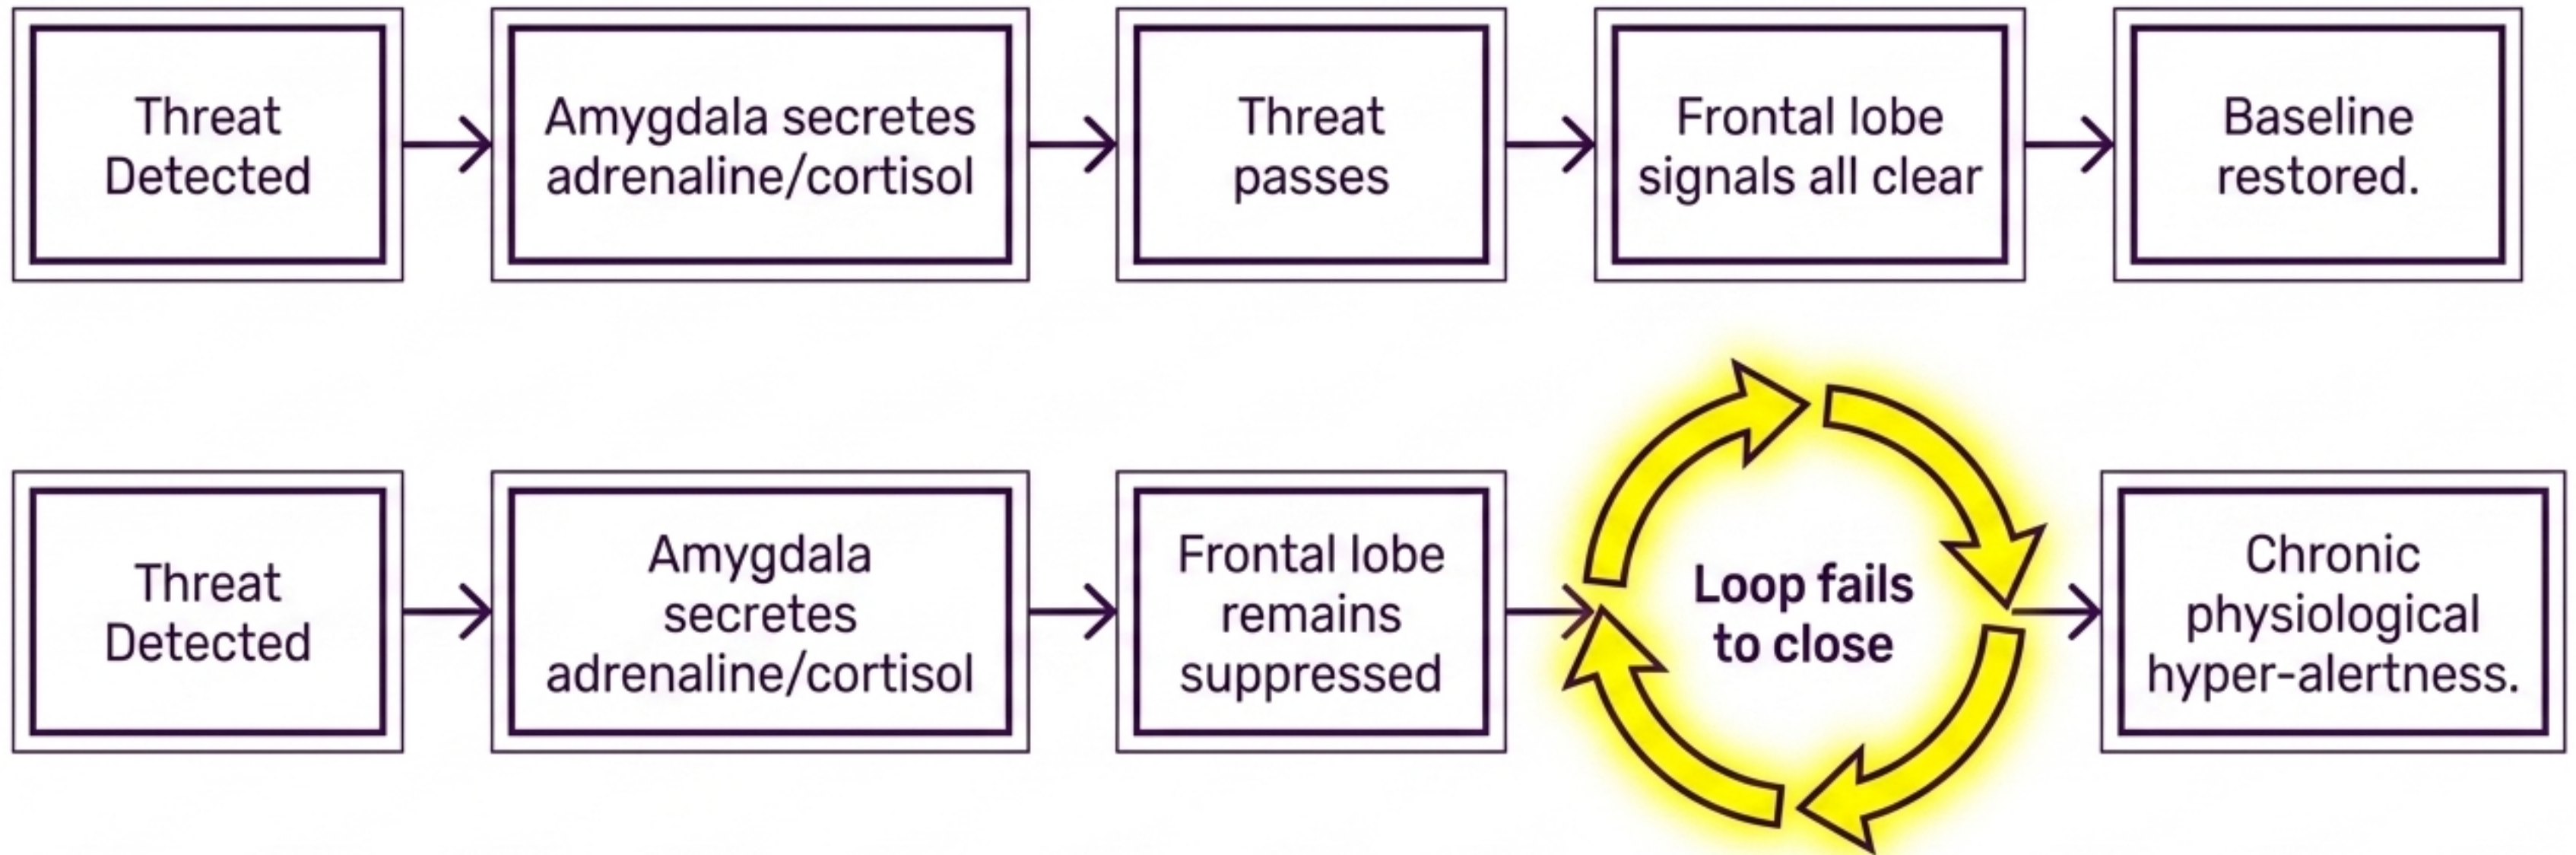 Threat
Detected
Amygdala secretes
adrenaline/cortisol
Threat
passes
Frontal lobe
signals all clear
Baseline
restored.
Threat
Detected
Amygdala
secretes
adrenaline/cortisol
Frontal lobe
remains
suppressed
Loop fails
to close
Chronic
physiological
hyper-alertness.